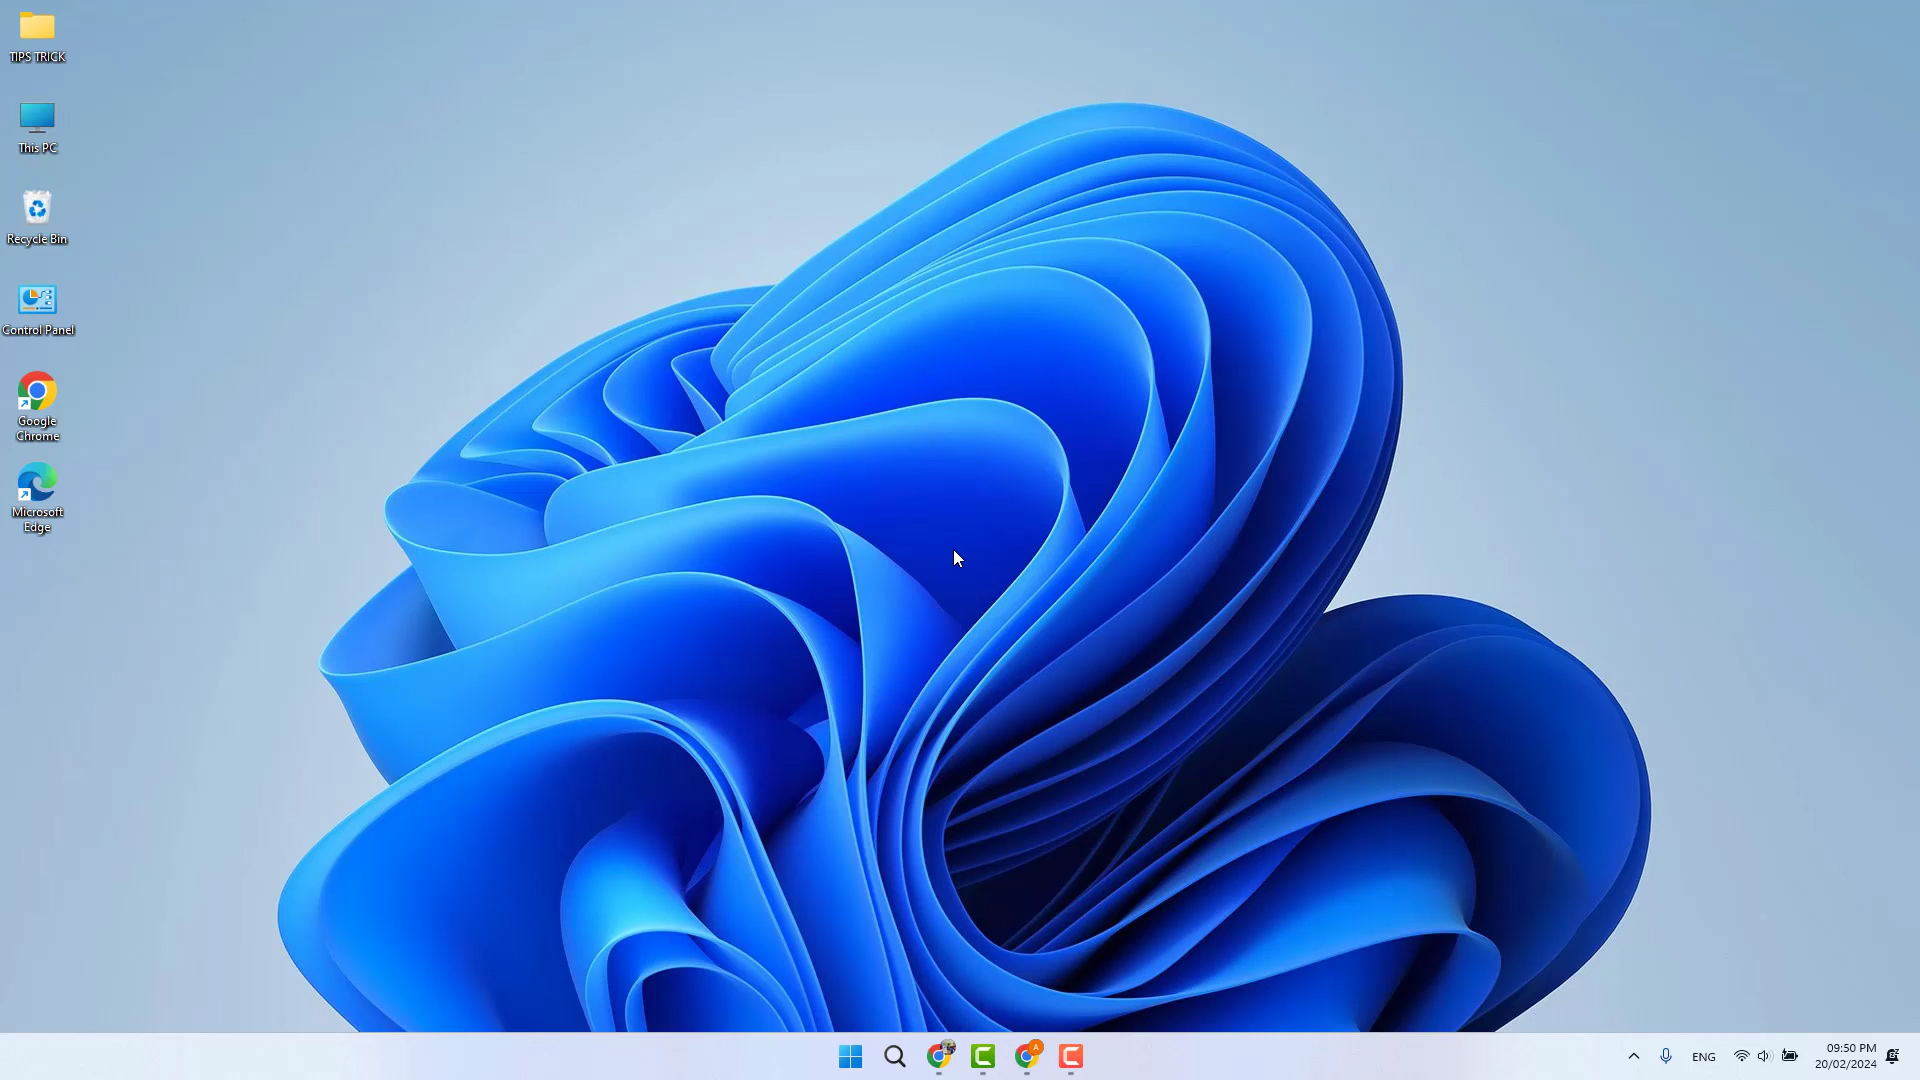 TIPS TRICK
This PC
Recycle Bin
Control Panel
Google
Chrome
Microsoft
Edge
A
ENG
09:50 PM
20/02/2024